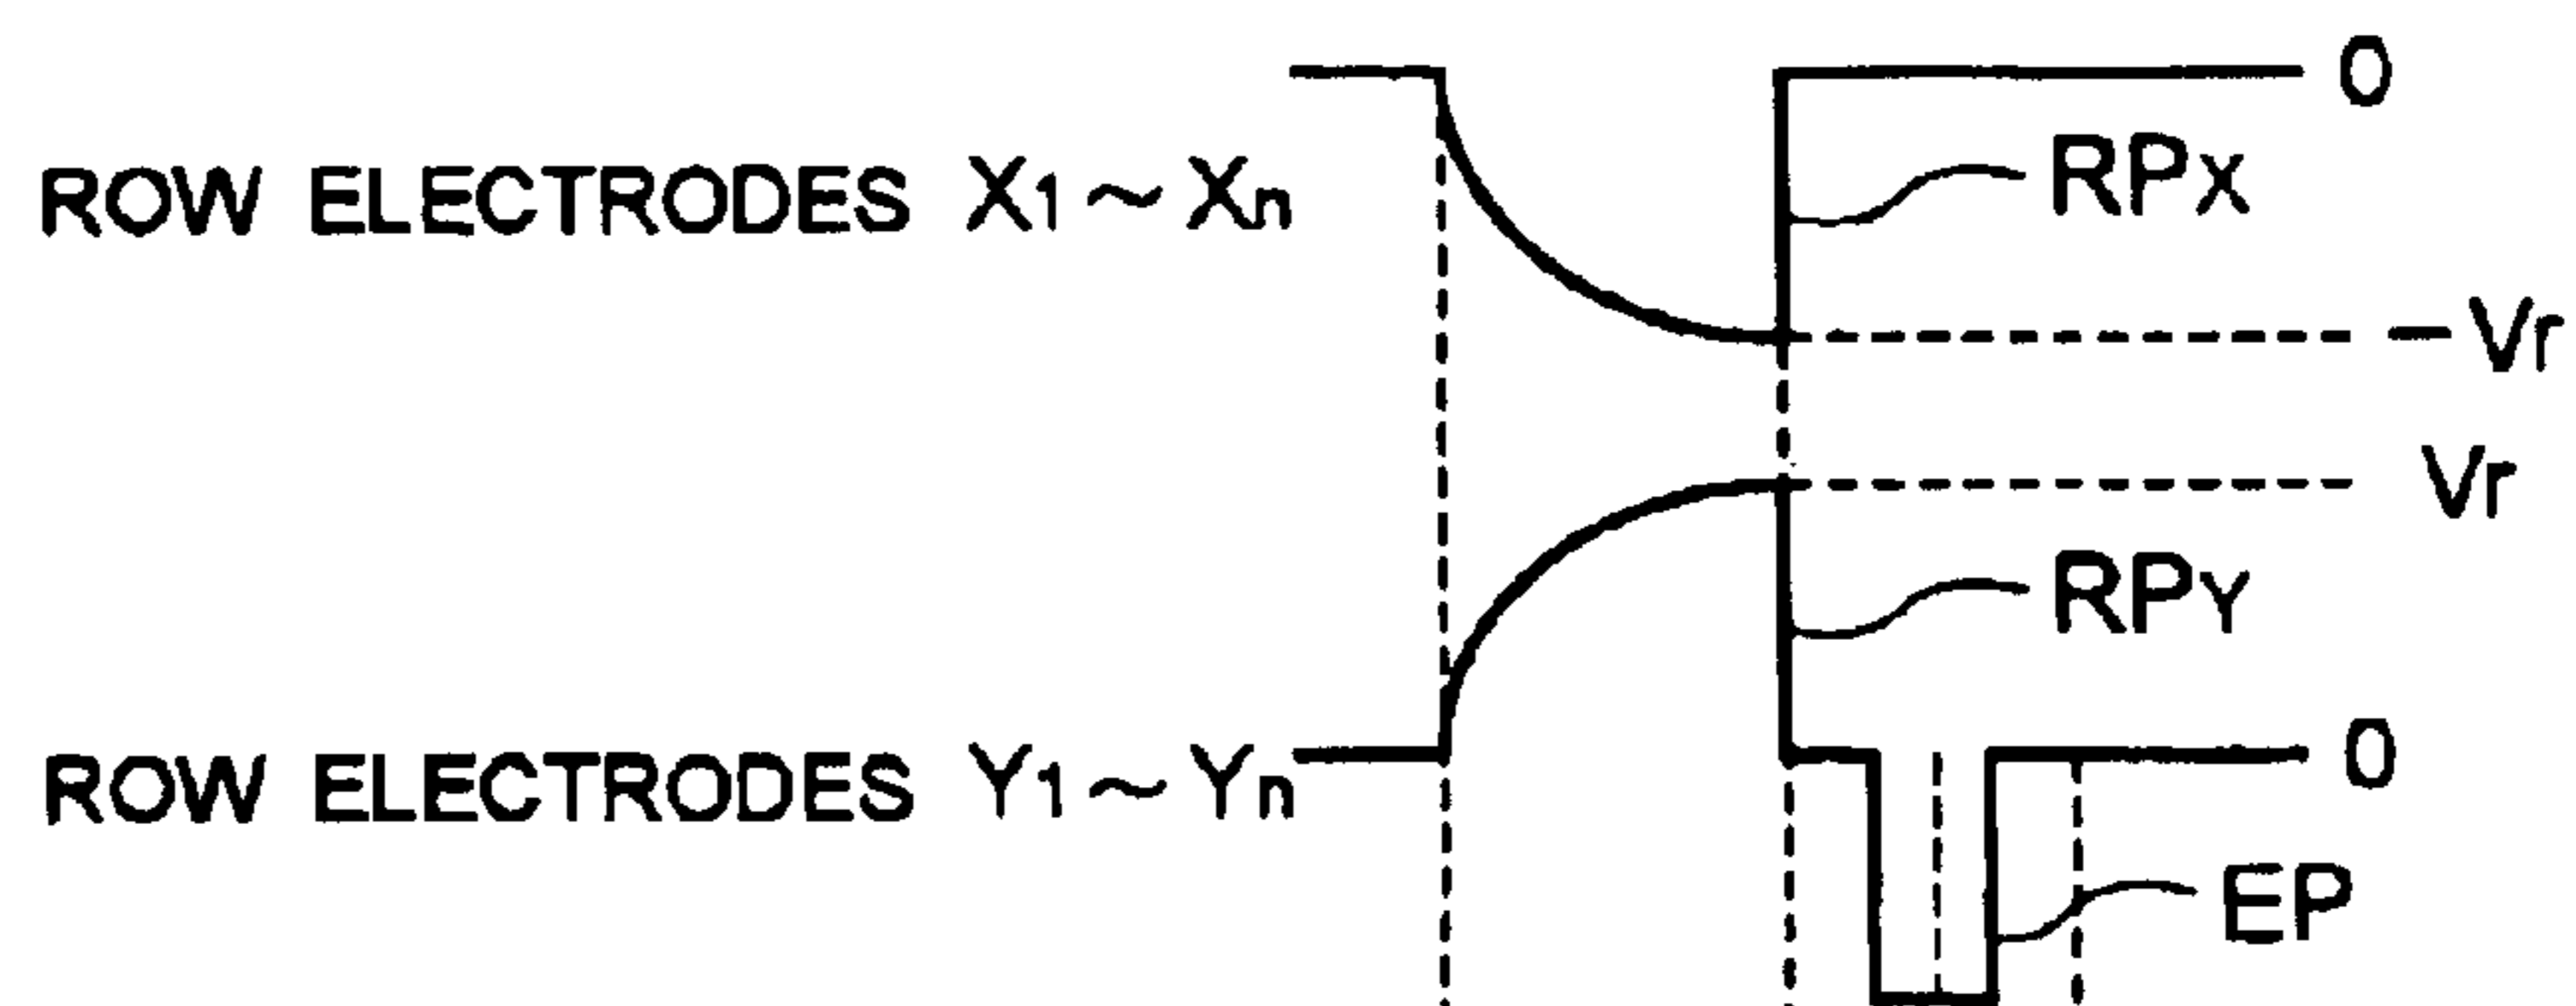 0
ROW ELECTRODES X1~Xn
RPX
−Vr
Vr
RPY
ROW ELECTRODES Y1~Yn
0
EP